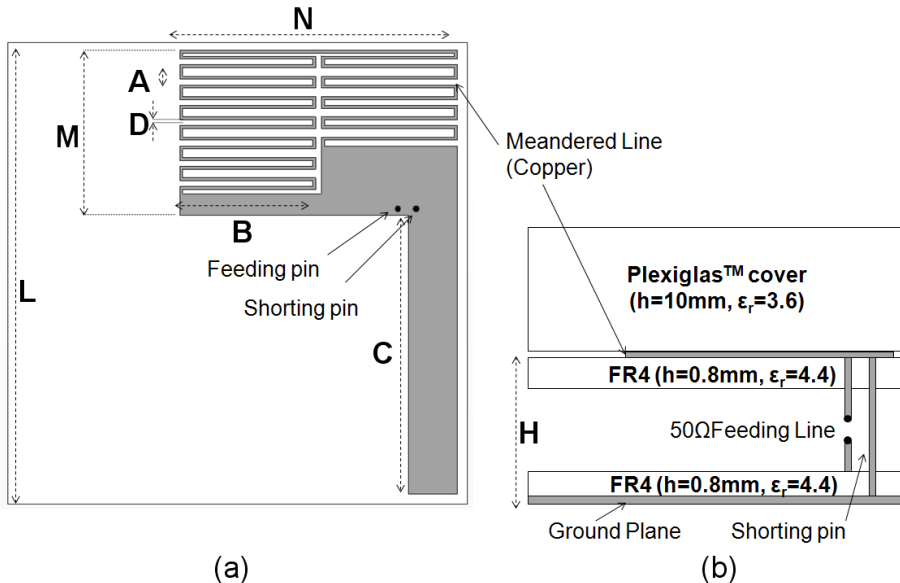 N
A
M
D
B
Feeding pin
Shorting pin
L
C
Meandered Line
(Copper)
Plexiglas™ cover
(h=10mm, εr=3.6)
FR4 (h=0.8mm, εr=4.4)
H
50ΩFeeding Line
FR4 (h=0.8mm, εr=4.4)
Ground Plane
Shorting pin
(a)
(b)